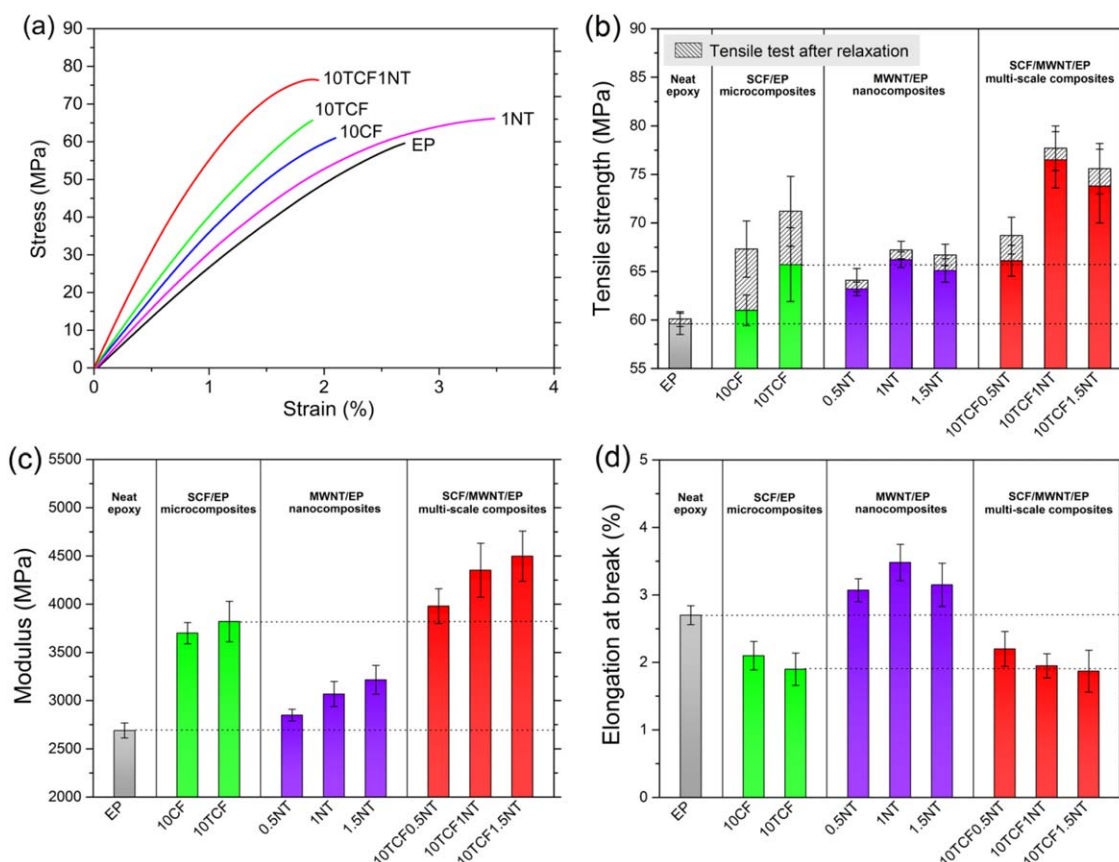 (a)
90
80
70
60
50
40
30
20
10
0
Stress (MPa)
10TCF1NT
10TCF
10CF
1NT
EP
0
1
2
3
4
Strain (%)
(b)
90
85
80
75
70
65
60
55
Tensile strength (MPa)
Tensile test after relaxation
Neat
epoxy
SCF/EP
microcomposites
MWNT/EP
nanocomposites
SCF/MWNT/EP
multi-scale composites
EP
10CF
10TCF
0.5NT
1NT
1.5NT
10TCF0.5NT
10TCF1NT
10TCF1.5NT
(c)
5500
5000
4500
4000
3500
3000
2500
2000
Modulus (MPa)
Neat
epoxy
SCF/EP
microcomposites
MWNT/EP
nanocomposites
SCF/MWNT/EP
multi-scale composites
EP
10CF
10TCF
0.5NT
1NT
1.5NT
10TCF0.5NT
10TCF1NT
10TCF1.5NT
(d)
5
4
3
2
1
0
Elongation at break (%)
Neat
epoxy
SCF/EP
microcomposites
MWNT/EP
nanocomposites
SCF/MWNT/EP
multi-scale composites
EP
10CF
10TCF
0.5NT
1NT
1.5NT
10TCF0.5NT
10TCF1NT
10TCF1.5NT